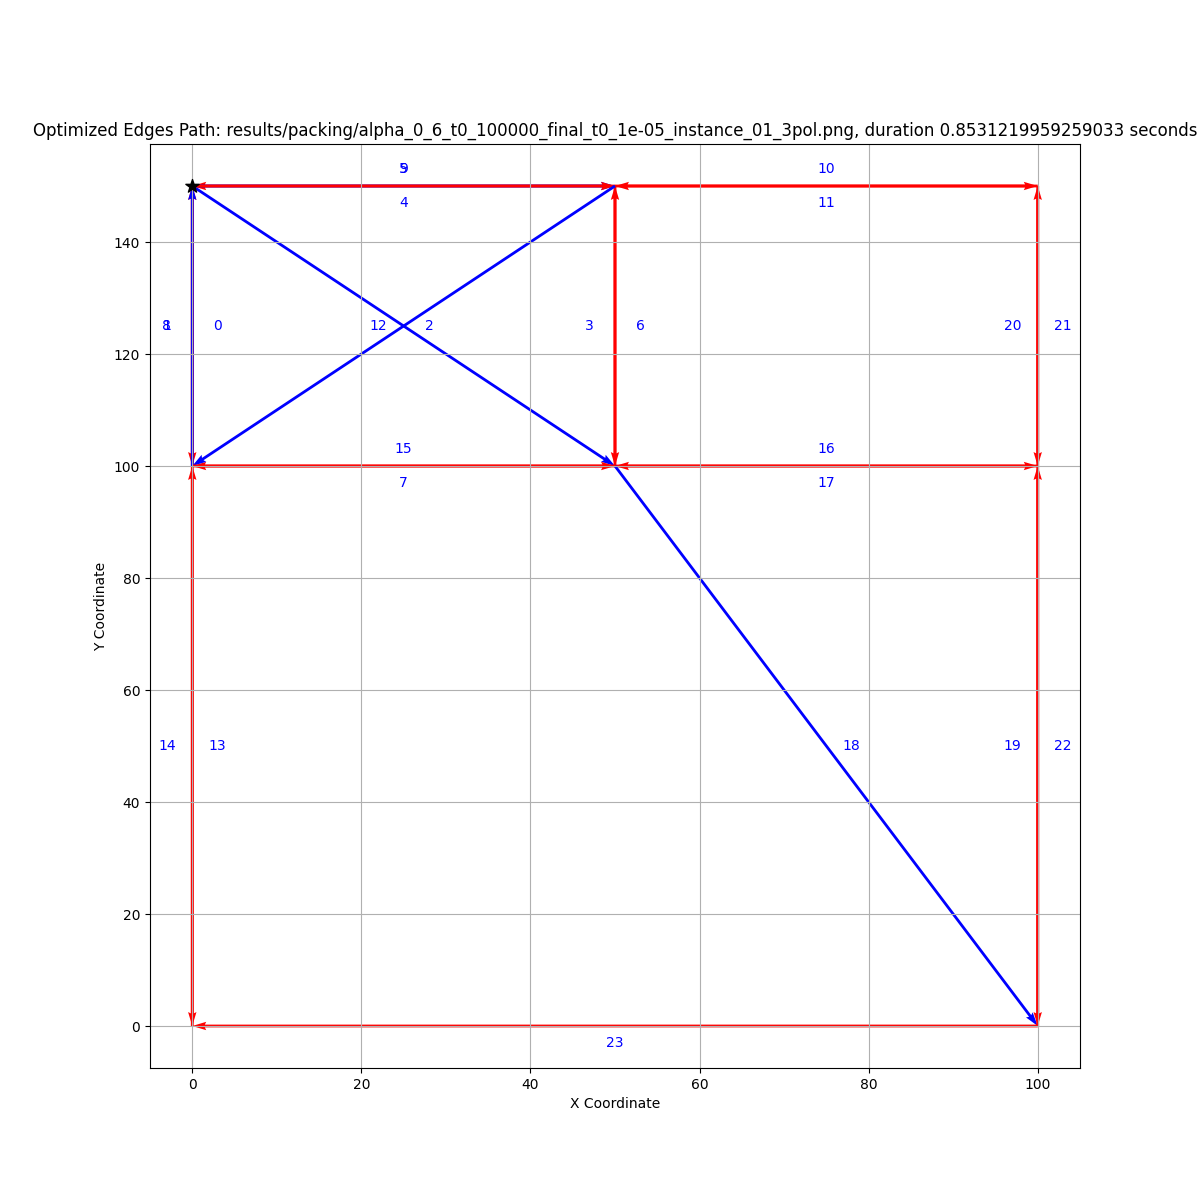 Optimized Edges Path: results/packing/alpha_0_6_t0_100000_final_t0_1e-05_instance_01_3pol.png, duration 0.8531219959259033 seconds
5 9 10
4 11
140
8 1 0 12 2 3 6 20 21
120
15 16
100
7 17
80
Y Coordinate
60
14 13 18 19 22
40
20
0
23
0 20 40 60 80 100
X Coordinate